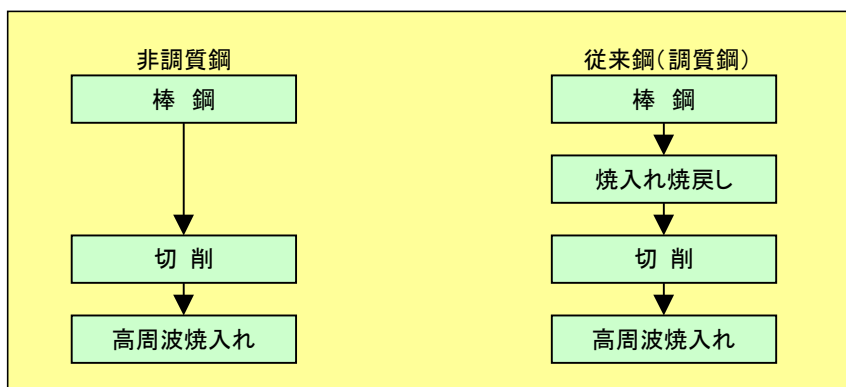 非調質鋼
棒 鋼
切 削
高周波焼入れ
従来鋼(調質鋼)
棒 鋼
焼入れ焼戻し
切 削
高周波焼入れ